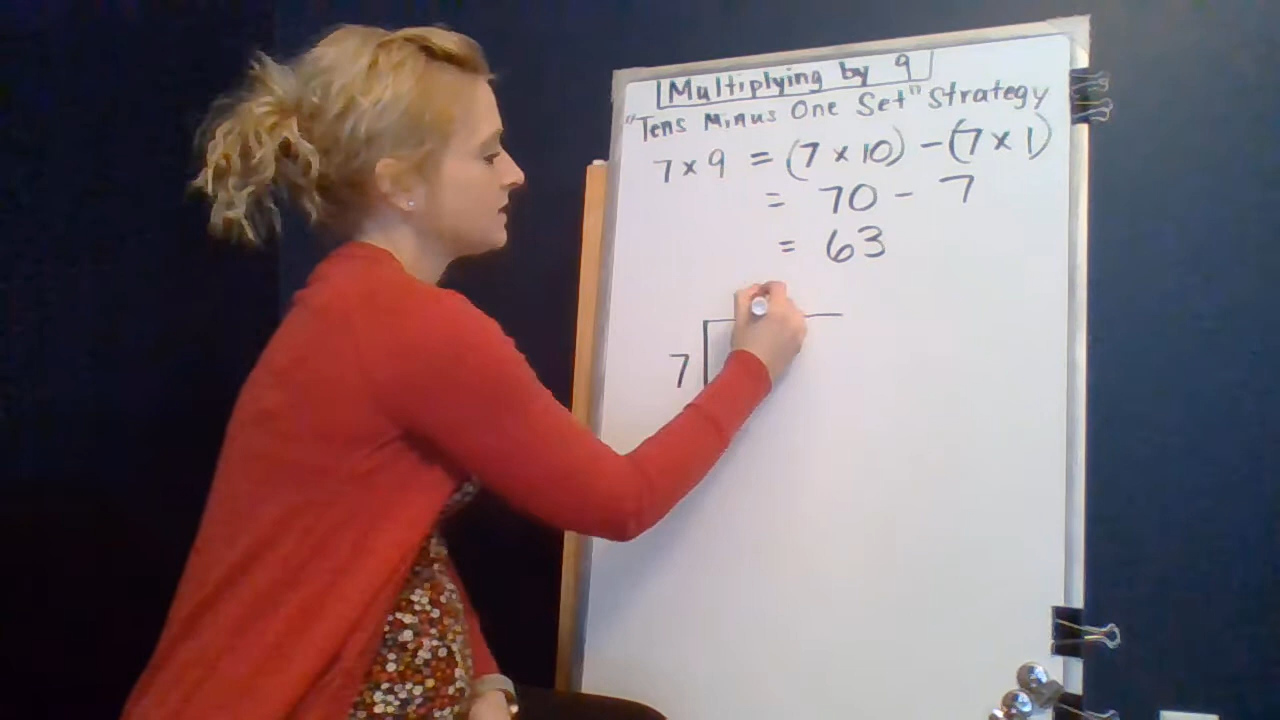 Multiplying by 9
"Tens Minus One Set" Strategy
7 x 9 = (7 x 10) - (7 x 1)
= 70 - 7
= 63
7